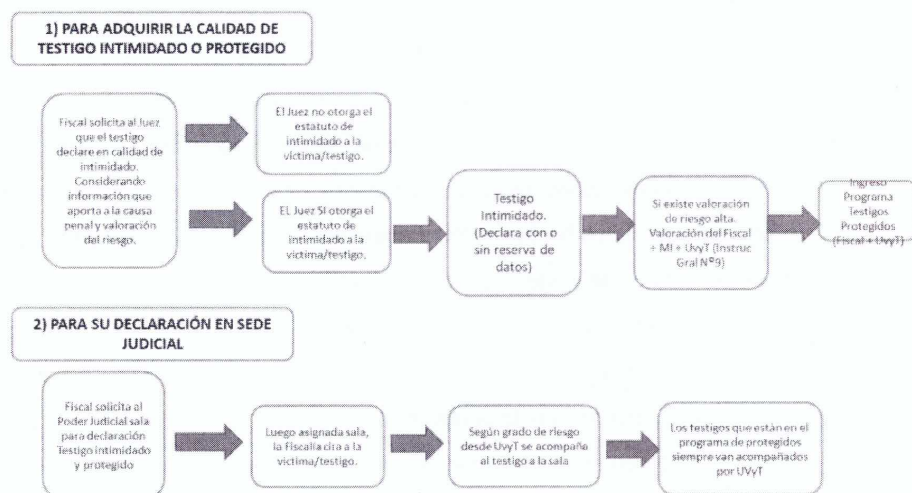 1) PARA ADQUIRIR LA CALIDAD DE
TESTIGO INTIMIDADO O PROTEGIDO
Fiscal solicita al Juez
que el testigo
declare en calidad de
intimidado.
Considerando
información que
aporta a la causa
penal y valoración
del riesgo.
El Juez no otorga el
estatuto de
intimidado a la
víctima/testigo.
EL Juez SI otorga el
estatuto de
intimidado a la
víctima/testigo.
Testigo
Intimidado.
(Declara con o
sin reserva de
datos)
Si existe valoración
de riesgo alta.
Valoración del Fiscal
+ MI + UvyT (Instruc
Gral Nº9)
Ingreso
Programa
Testigos
Protegidos
(Fiscal + UvyT)
2) PARA SU DECLARACIÓN EN SEDE
JUDICIAL
Fiscal solicita al
Poder Judicial sala
para declaración
Testigo intimidado
y protegido
Luego asignada sala,
la Fiscalía cita a la
víctima/testigo.
Según grado de riesgo
desde UvyT se acompaña
al testigo a la sala
Los testigos que están en el
programa de protegidos
siempre van acompañados
por UVyT